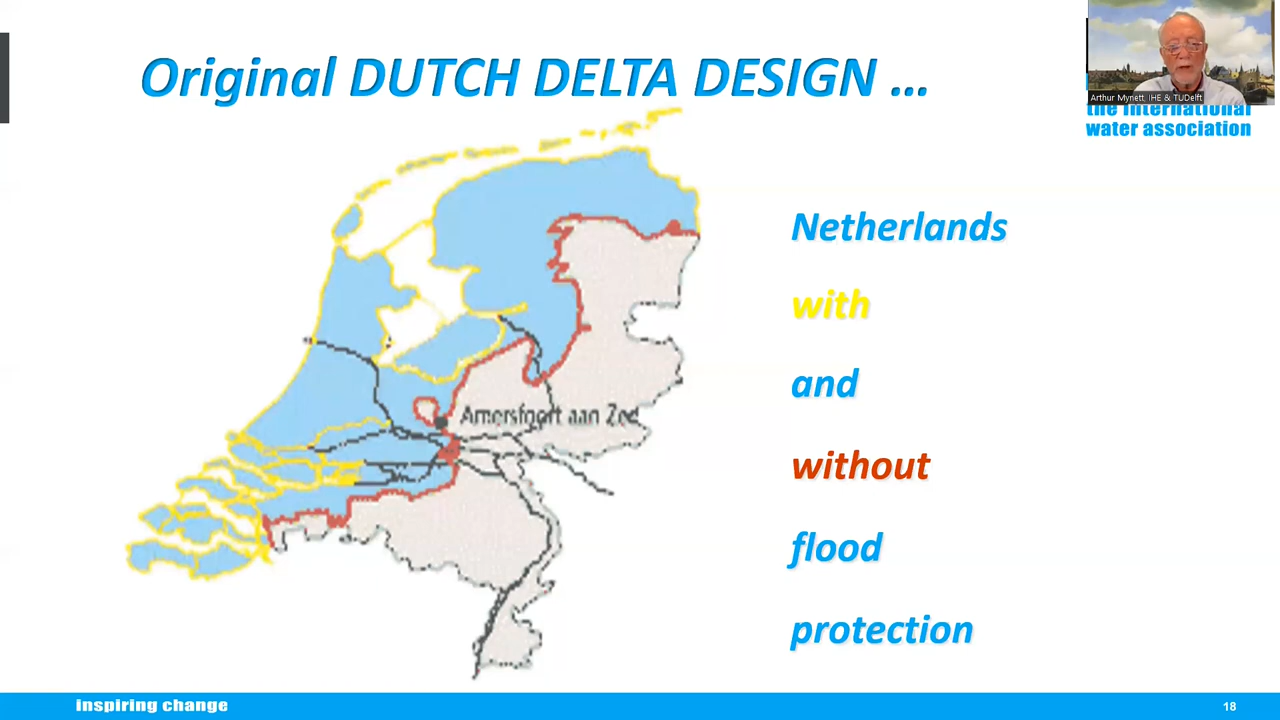 Original DUTCH DELTA DESIGN ...
Arthur Mynett, IHE & TUDelft
the international
water association
Netherlands
with
and
without
flood
protection
Amersfoort aan Zee
inspiring change
18